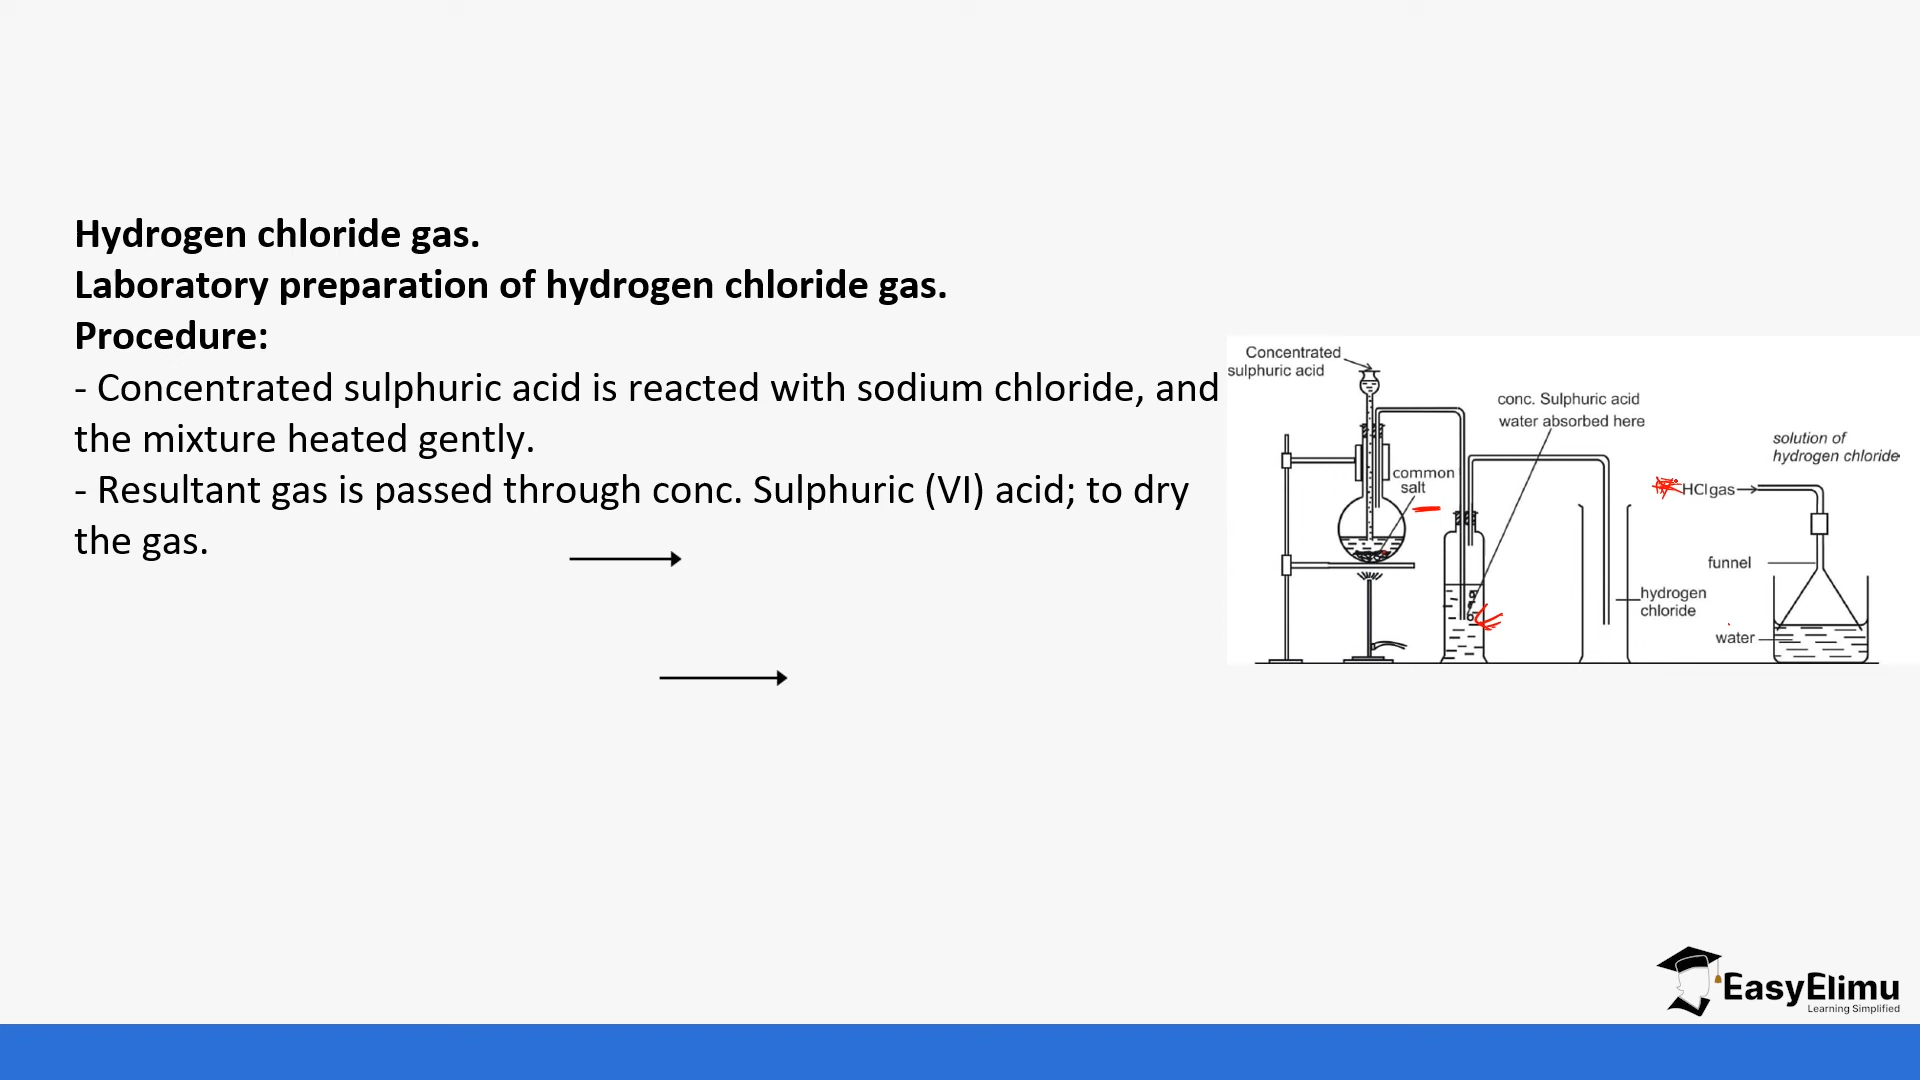 Hydrogen chloride gas.
Laboratory preparation of hydrogen chloride gas.
Procedure:
- Concentrated sulphuric acid is reacted with sodium chloride, and
the mixture heated gently.
- Resultant gas is passed through conc. Sulphuric (VI) acid; to dry
the gas.
Concentrated
sulphuric acid
conc. Sulphuric acid
water absorbed here
common
salt
solution of
hydrogen chloride
HCl gas
funnel
hydrogen
chloride
water
EasyElimu
Learning Simplified